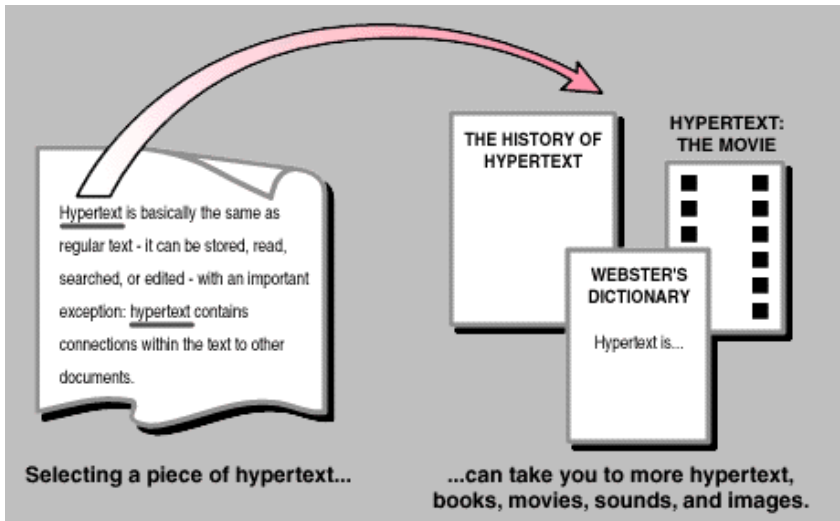 Hypertext is basically the same as
regular text - it can be stored, read,
searched, or edited - with an important
exception: hypertext contains
connections within the text to other
documents.
Selecting a piece of hypertext...
THE HISTORY OF
HYPERTEXT
HYPERTEXT:
THE MOVIE
WEBSTER'S
DICTIONARY
Hypertext is...
...can take you to more hypertext,
books, movies, sounds, and images.